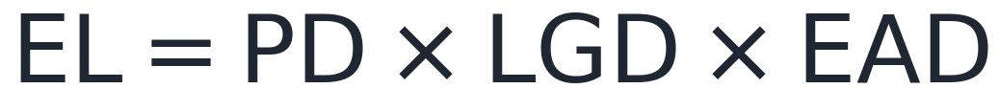 EL = PD × LGD × EAD